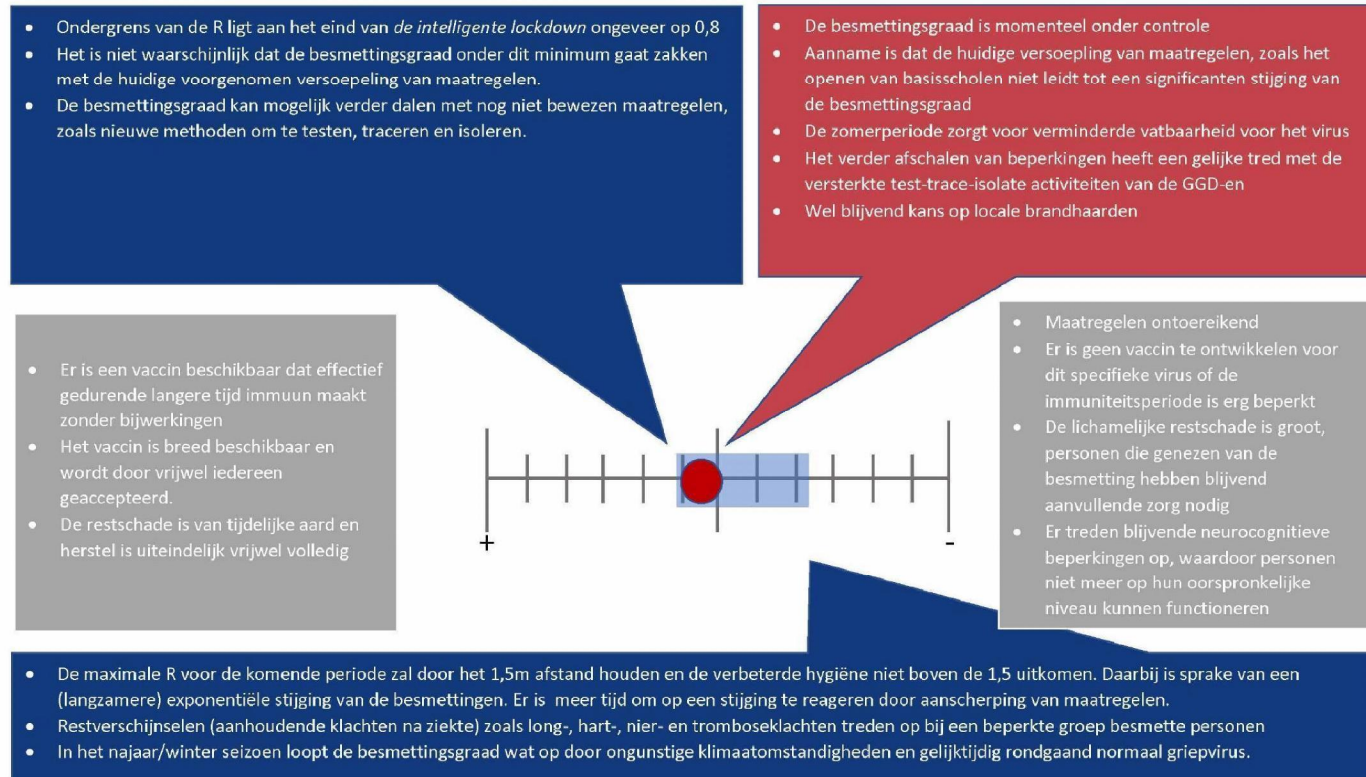 • Ondergrens van de R ligt aan het eind van de intelligente lockdown ongeveer op 0,8
• Het is niet waarschijnlijk dat de besmettingsgraad onder dit minimum gaat zakken
met de huidige voorgenomen versoepeling van maatregelen.
• De besmettingsgraad kan mogelijk verder dalen met nog niet bewezen maatregelen,
zoals nieuwe methoden om te testen, traceren en isoleren.
• De besmettingsgraad is momenteel onder controle
• Aanname is dat de huidige versoepling van maatregelen, zoals het
openen van basisscholen niet leidt tot een significanten stijging van
de besmettingsgraad
• De zomerperiode zorgt voor verminderde vatbaarheid voor het virus
• Het verder afschalen van beperkingen heeft een gelijke tred met de
versterkte test-trace-isolate activiteiten van de GGD-en
• Wel blijvend kans op locale brandhaarden
• Er is een vaccin beschikbaar dat effectief
gedurende langere tijd immuun maakt
zonder bijwerkingen
• Het vaccin is breed beschikbaar en
wordt door vrijwel iedereen
geaccepteerd.
• De restschade is van tijdelijke aard en
herstel is uiteindelijk vrijwel volledig
• Maatregelen ontoereikend
• Er is geen vaccin te ontwikkelen voor
dit specifieke virus of de
immuniteitsperiode is erg beperkt
• De lichamelijke restschade is groot,
personen die genezen van de
besmetting hebben blijvend
aanvullende zorg nodig
• Er treden blijvende neurocognitieve
beperkingen op, waardoor personen
niet meer op hun oorspronkelijke
niveau kunnen functioneren
+
-
• De maximale R voor de komende periode zal door het 1,5m afstand houden en de verbeterde hygiëne niet boven de 1,5 uitkomen. Daarbij is sprake van een
(langzamere) exponentiële stijging van de besmettingen. Er is meer tijd om op een stijging te reageren door aanscherping van maatregelen.
• Restverschijnselen (aanhoudende klachten na ziekte) zoals long-, hart-, nier- en tromboseklachten treden op bij een beperkte groep besmette personen
• In het najaar/winter seizoen loopt de besmettingsgraad wat op door ongunstige klimaatomstandigheden en gelijktijdig rondgaand normaal griepvirus.